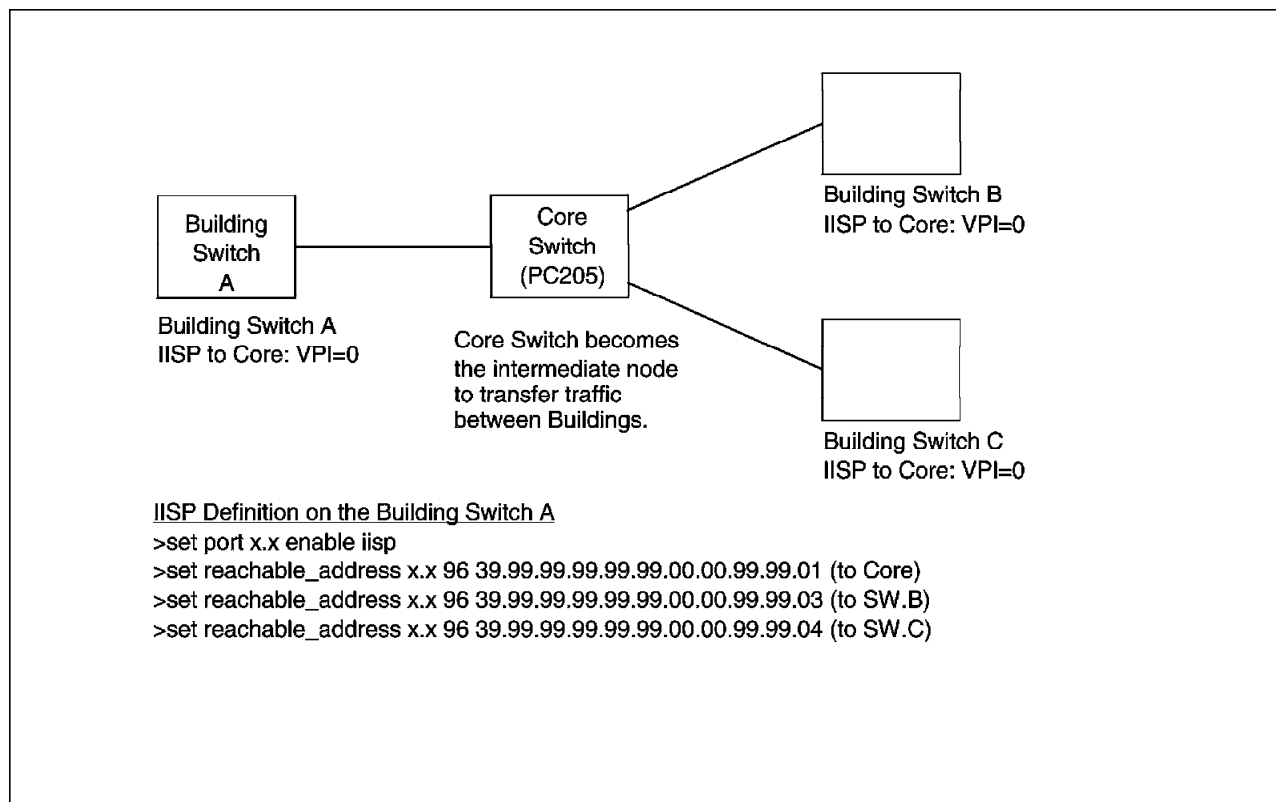 Building Switch B
IISP to Core: VPI=0
Building
Switch
A
Core
Switch
(PC205)
Building Switch A
IISP to Core: VPI=0
Core Switch becomes
the intermediate node
to transfer traffic
between Buildings.
Building Switch C
IISP to Core: VPI=0
IISP Definition on the Building Switch A
>set port x.x enable iisp
>set reachable_address x.x 96 39.99.99.99.99.99.00.00.99.99.01 (to Core)
>set reachable_address x.x 96 39.99.99.99.99.99.00.00.99.99.03 (to SW.B)
>set reachable_address x.x 96 39.99.99.99.99.99.00.00.99.99.04 (to SW.C)